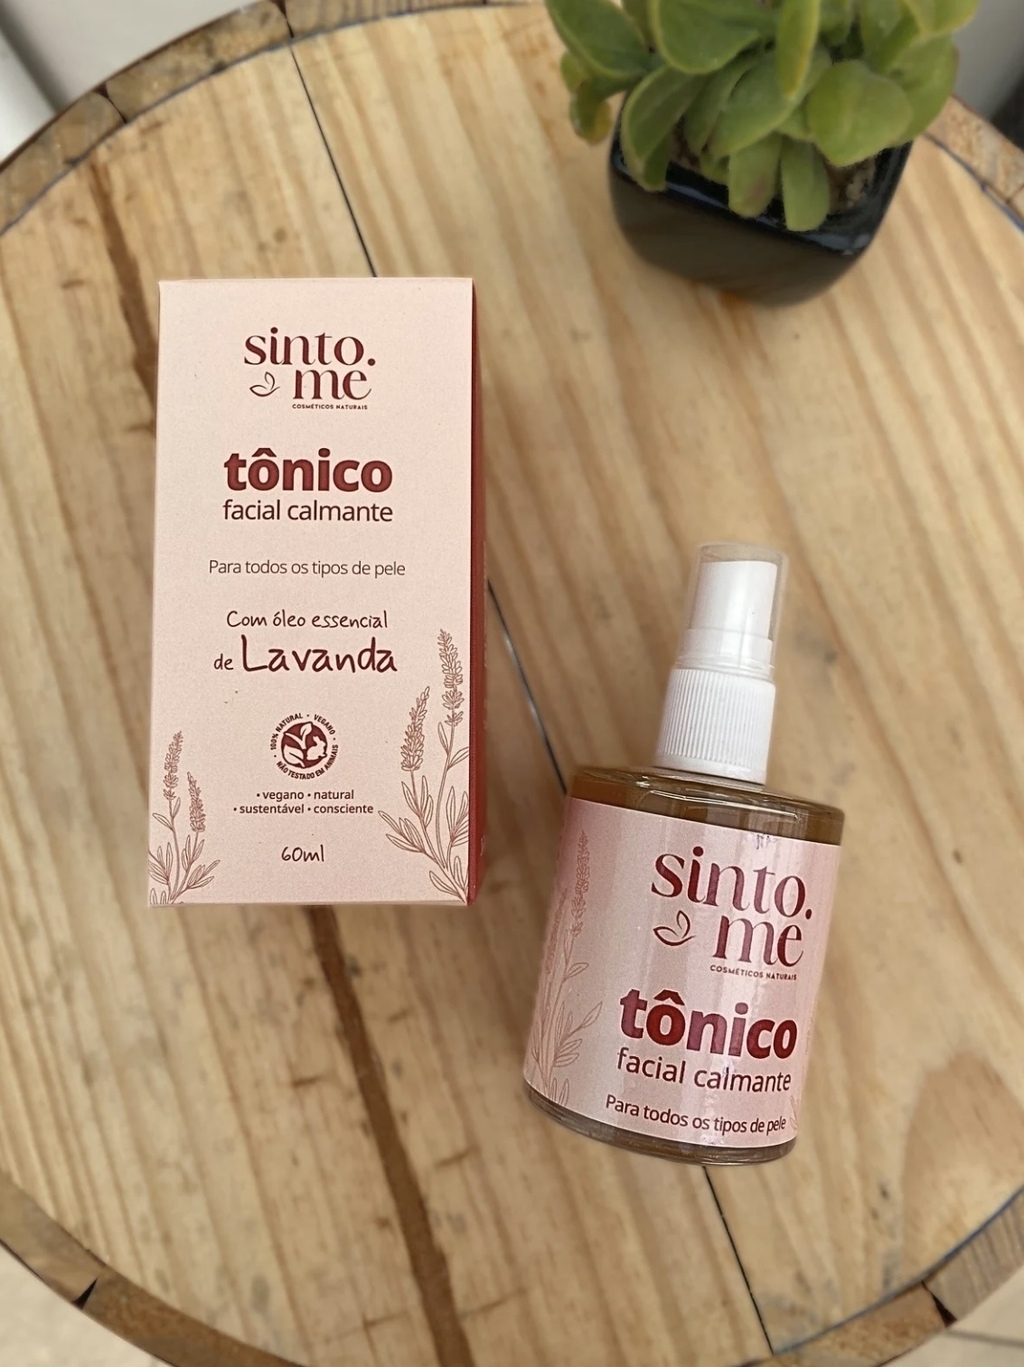 sinto.
me
COSMÉTICOS NATURAIS
tônico
facial calmante
Para todos os tipos de pele
Com óleo essencial
de Lavanda
100% NATURAL • VEGANO •
NÃO TESTADO EM ANIMAIS •
• vegano • natural
• sustentável • consciente
60ml
sinto.
me
COSMÉTICOS NATURAIS
tônico
facial calmante
Para todos os tipos de pele